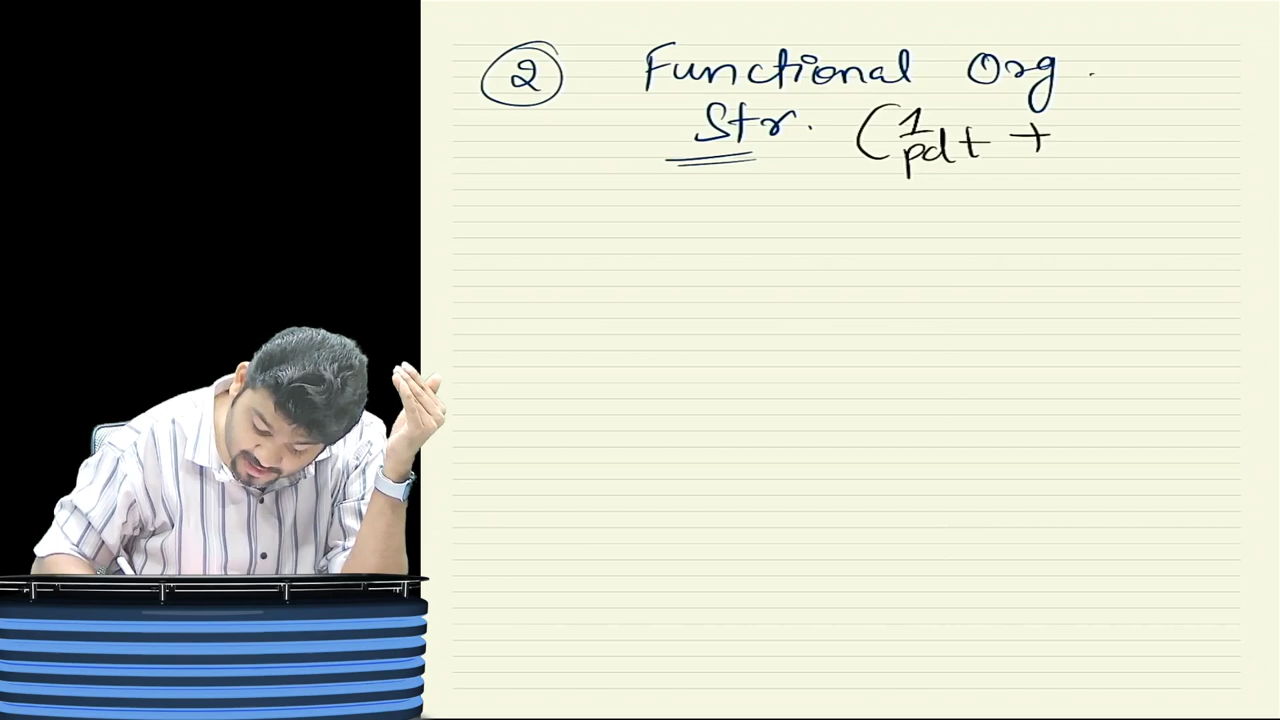 ② Functional Org.
Str. (1 pdt +